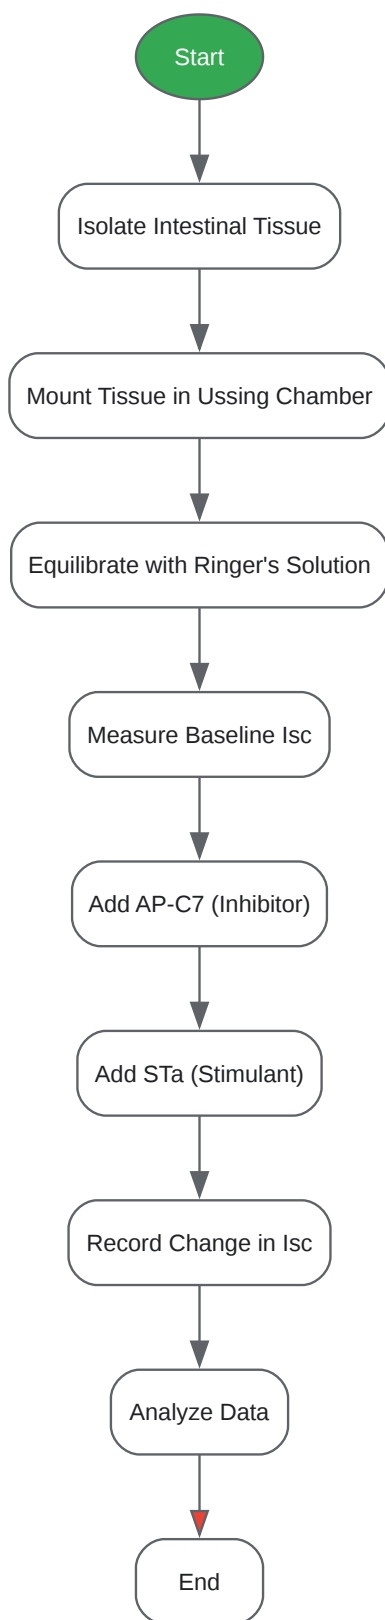 Start
Isolate Intestinal Tissue
Mount Tissue in Ussing Chamber
Equilibrate with Ringer's Solution
Measure Baseline Isc
Add AP-C7 (Inhibitor)
Add STa (Stimulant)
Record Change in Isc
Analyze Data
End